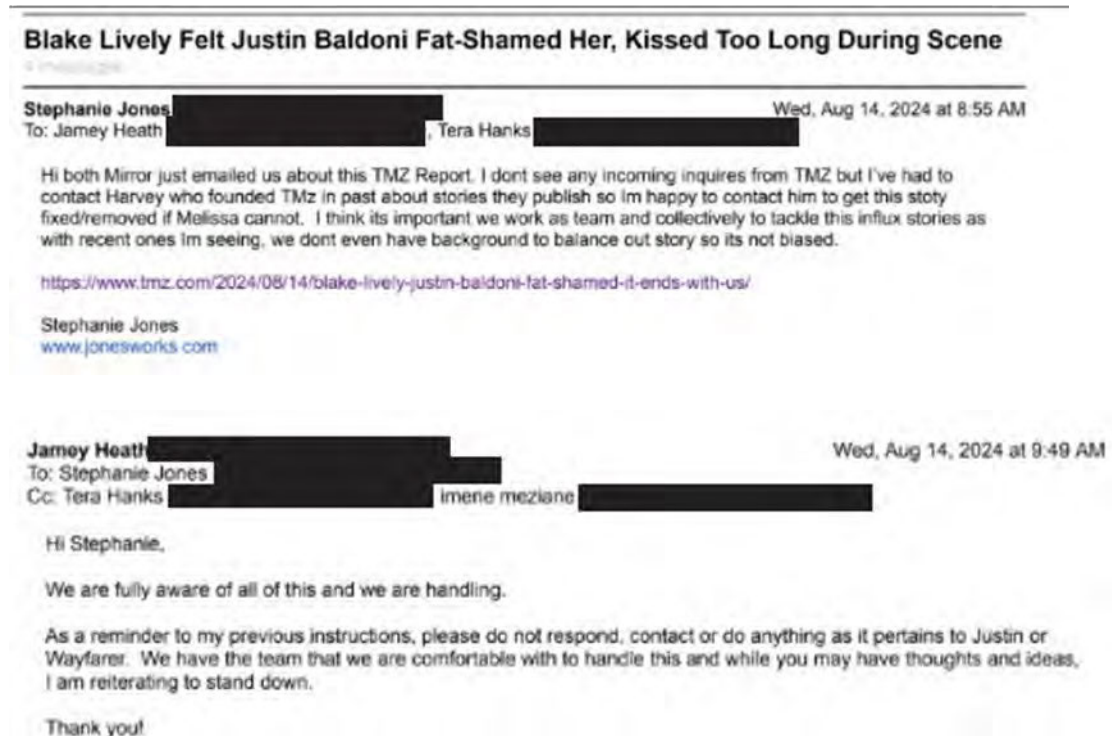 Blake Lively Felt Justin Baldoni Fat-Shamed Her, Kissed Too Long During Scene
4 messages
Stephanie Jones Wed, Aug 14, 2024 at 8:55 AM
To: Jamey Heath , Tera Hanks
Hi both Mirror just emailed us about this TMZ Report. I dont see any incoming inquires from TMZ but I've had to
contact Harvey who founded TMz in past about stories they publish so Im happy to contact him to get this stoty
fixed/removed if Melissa cannot. I think its important we work as team and collectively to tackle this influx stories as
with recent ones Im seeing, we dont even have background to balance out story so its not biased.
https://www.tmz.com/2024/08/14/blake-lively-justin-baldoni-fat-shamed-it-ends-with-us/
Stephanie Jones
www.jonesworks.com
Jamey Heath Wed, Aug 14, 2024 at 9:49 AM
To: Stephanie Jones
Cc: Tera Hanks imene meziane
Hi Stephanie,
We are fully aware of all of this and we are handling.
As a reminder to my previous instructions, please do not respond, contact or do anything as it pertains to Justin or
Wayfarer. We have the team that we are comfortable with to handle this and while you may have thoughts and ideas,
I am reiterating to stand down.
Thank you!